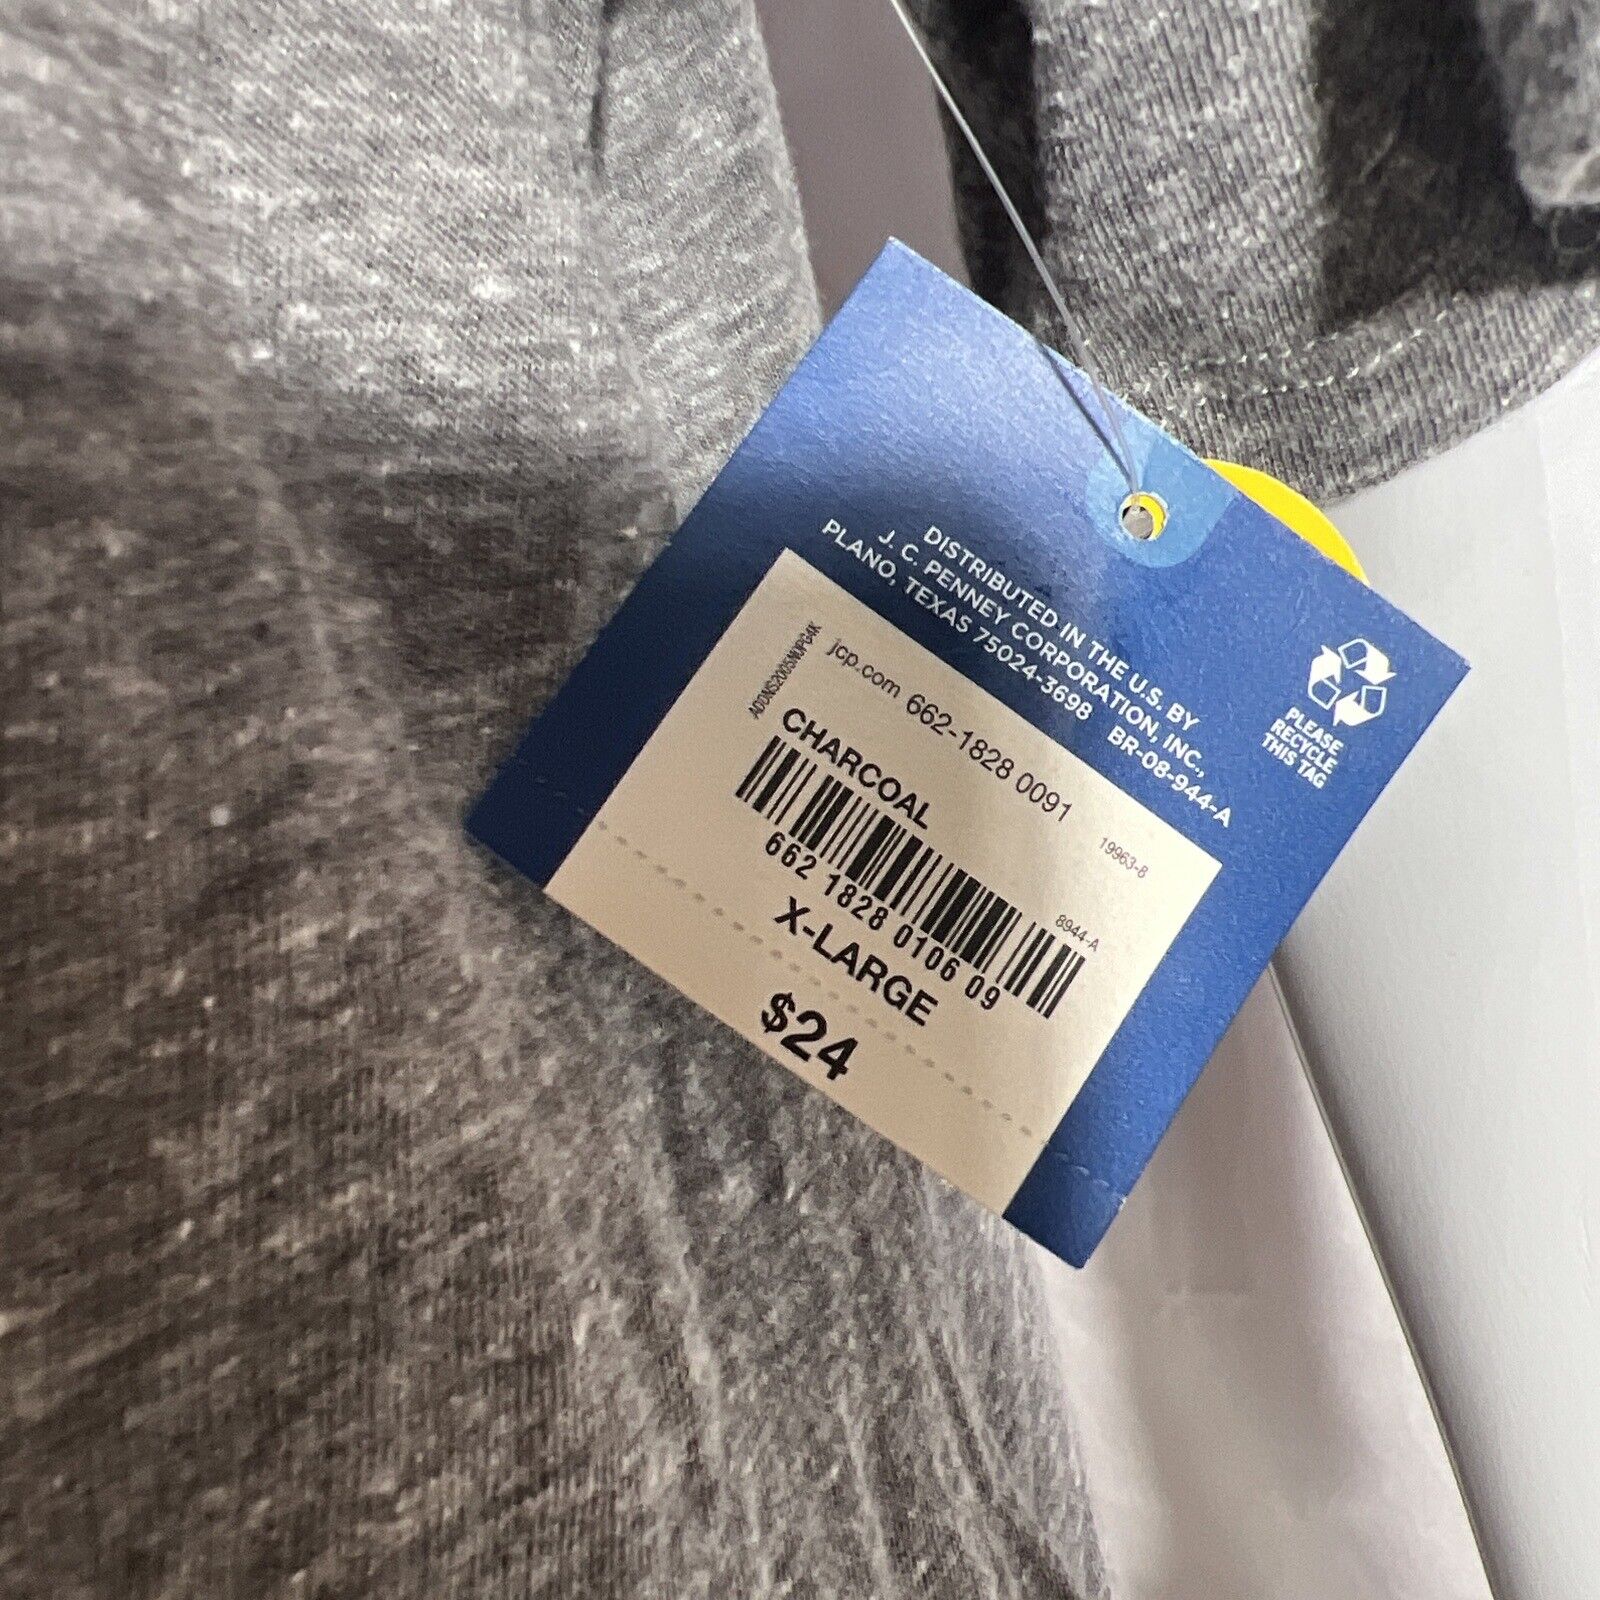 DISTRIBUTED IN THE U.S. BY
J. C. PENNEY CORPORATION, INC.,
PLANO, TEXAS 75024-3698 BR-08-944-A
PLEASE
RECYCLE
THIS TAG
jcp.com 662-1828 0091
19963-8
CHARCOAL
8944-A
662 1828 0106 09
X-LARGE
$24